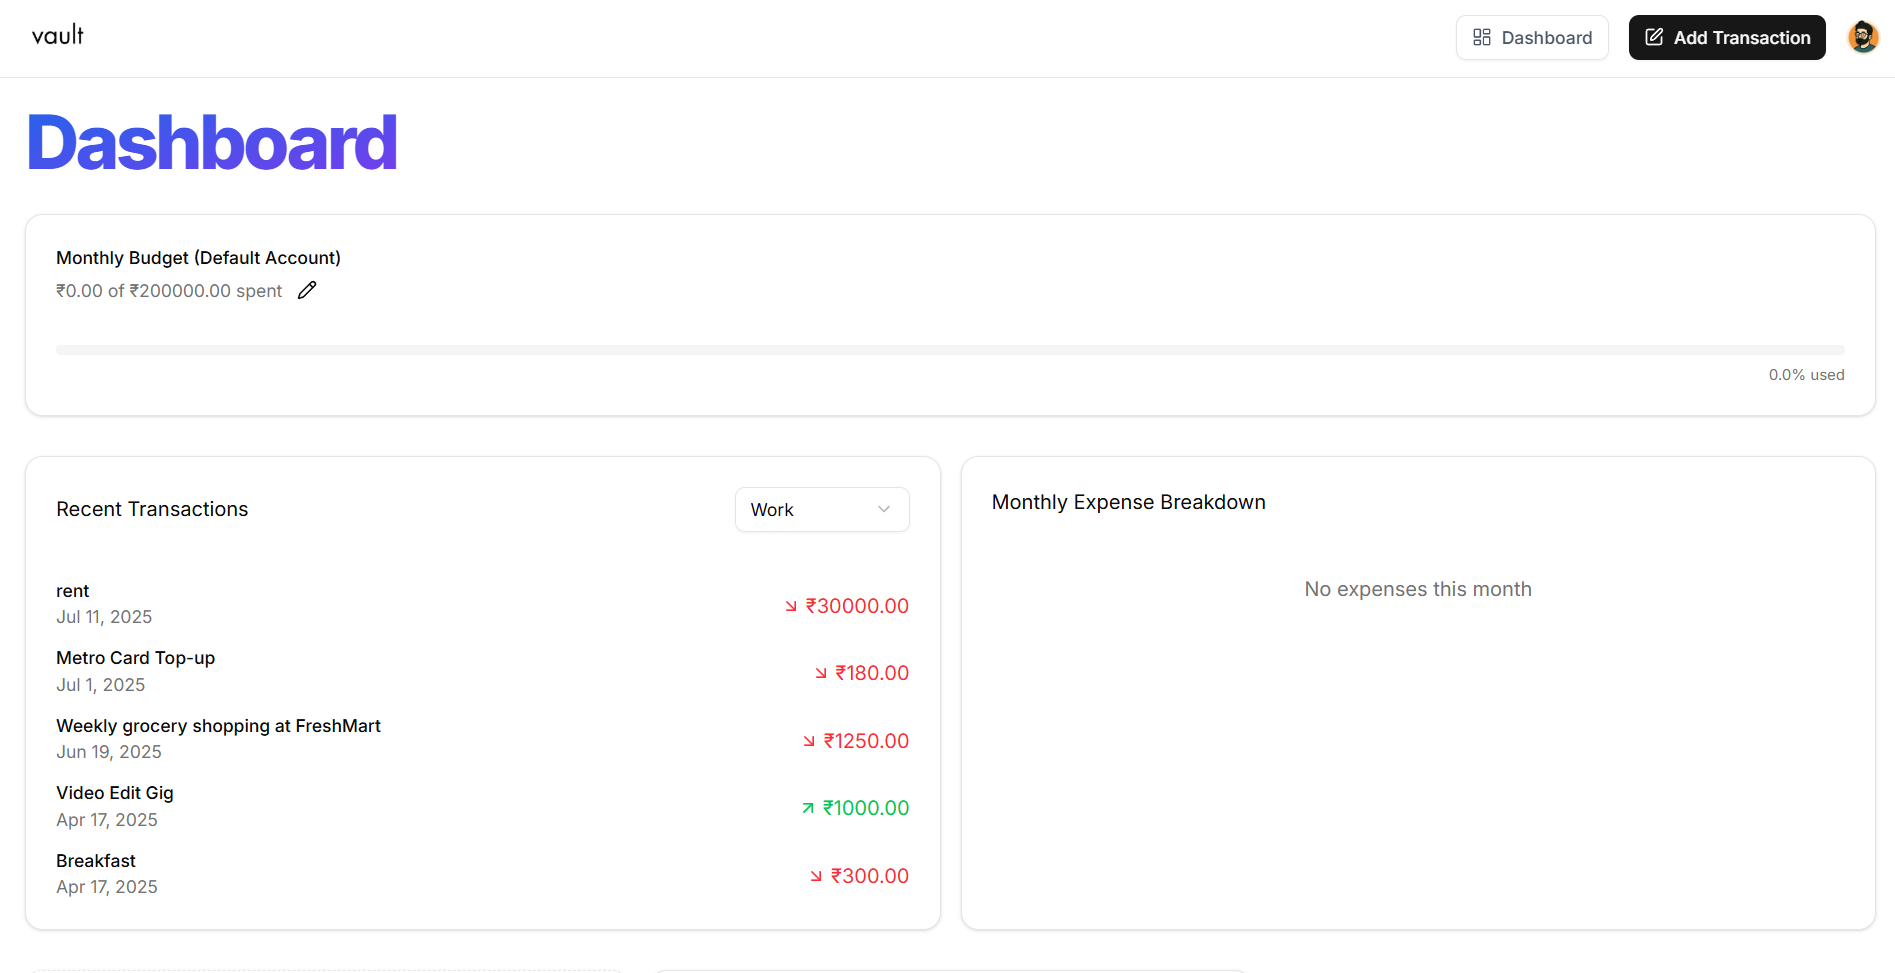 vault
Dashboard
Add Transaction
Dashboard
Monthly Budget (Default Account)
₹0.00 of ₹200000.00 spent
0.0% used
Recent Transactions
Work
rent
Jul 11, 2025
₹30000.00
Metro Card Top-up
Jul 1, 2025
₹180.00
Weekly grocery shopping at FreshMart
Jun 19, 2025
₹1250.00
Video Edit Gig
Apr 17, 2025
₹1000.00
Breakfast
Apr 17, 2025
₹300.00
Monthly Expense Breakdown
No expenses this month